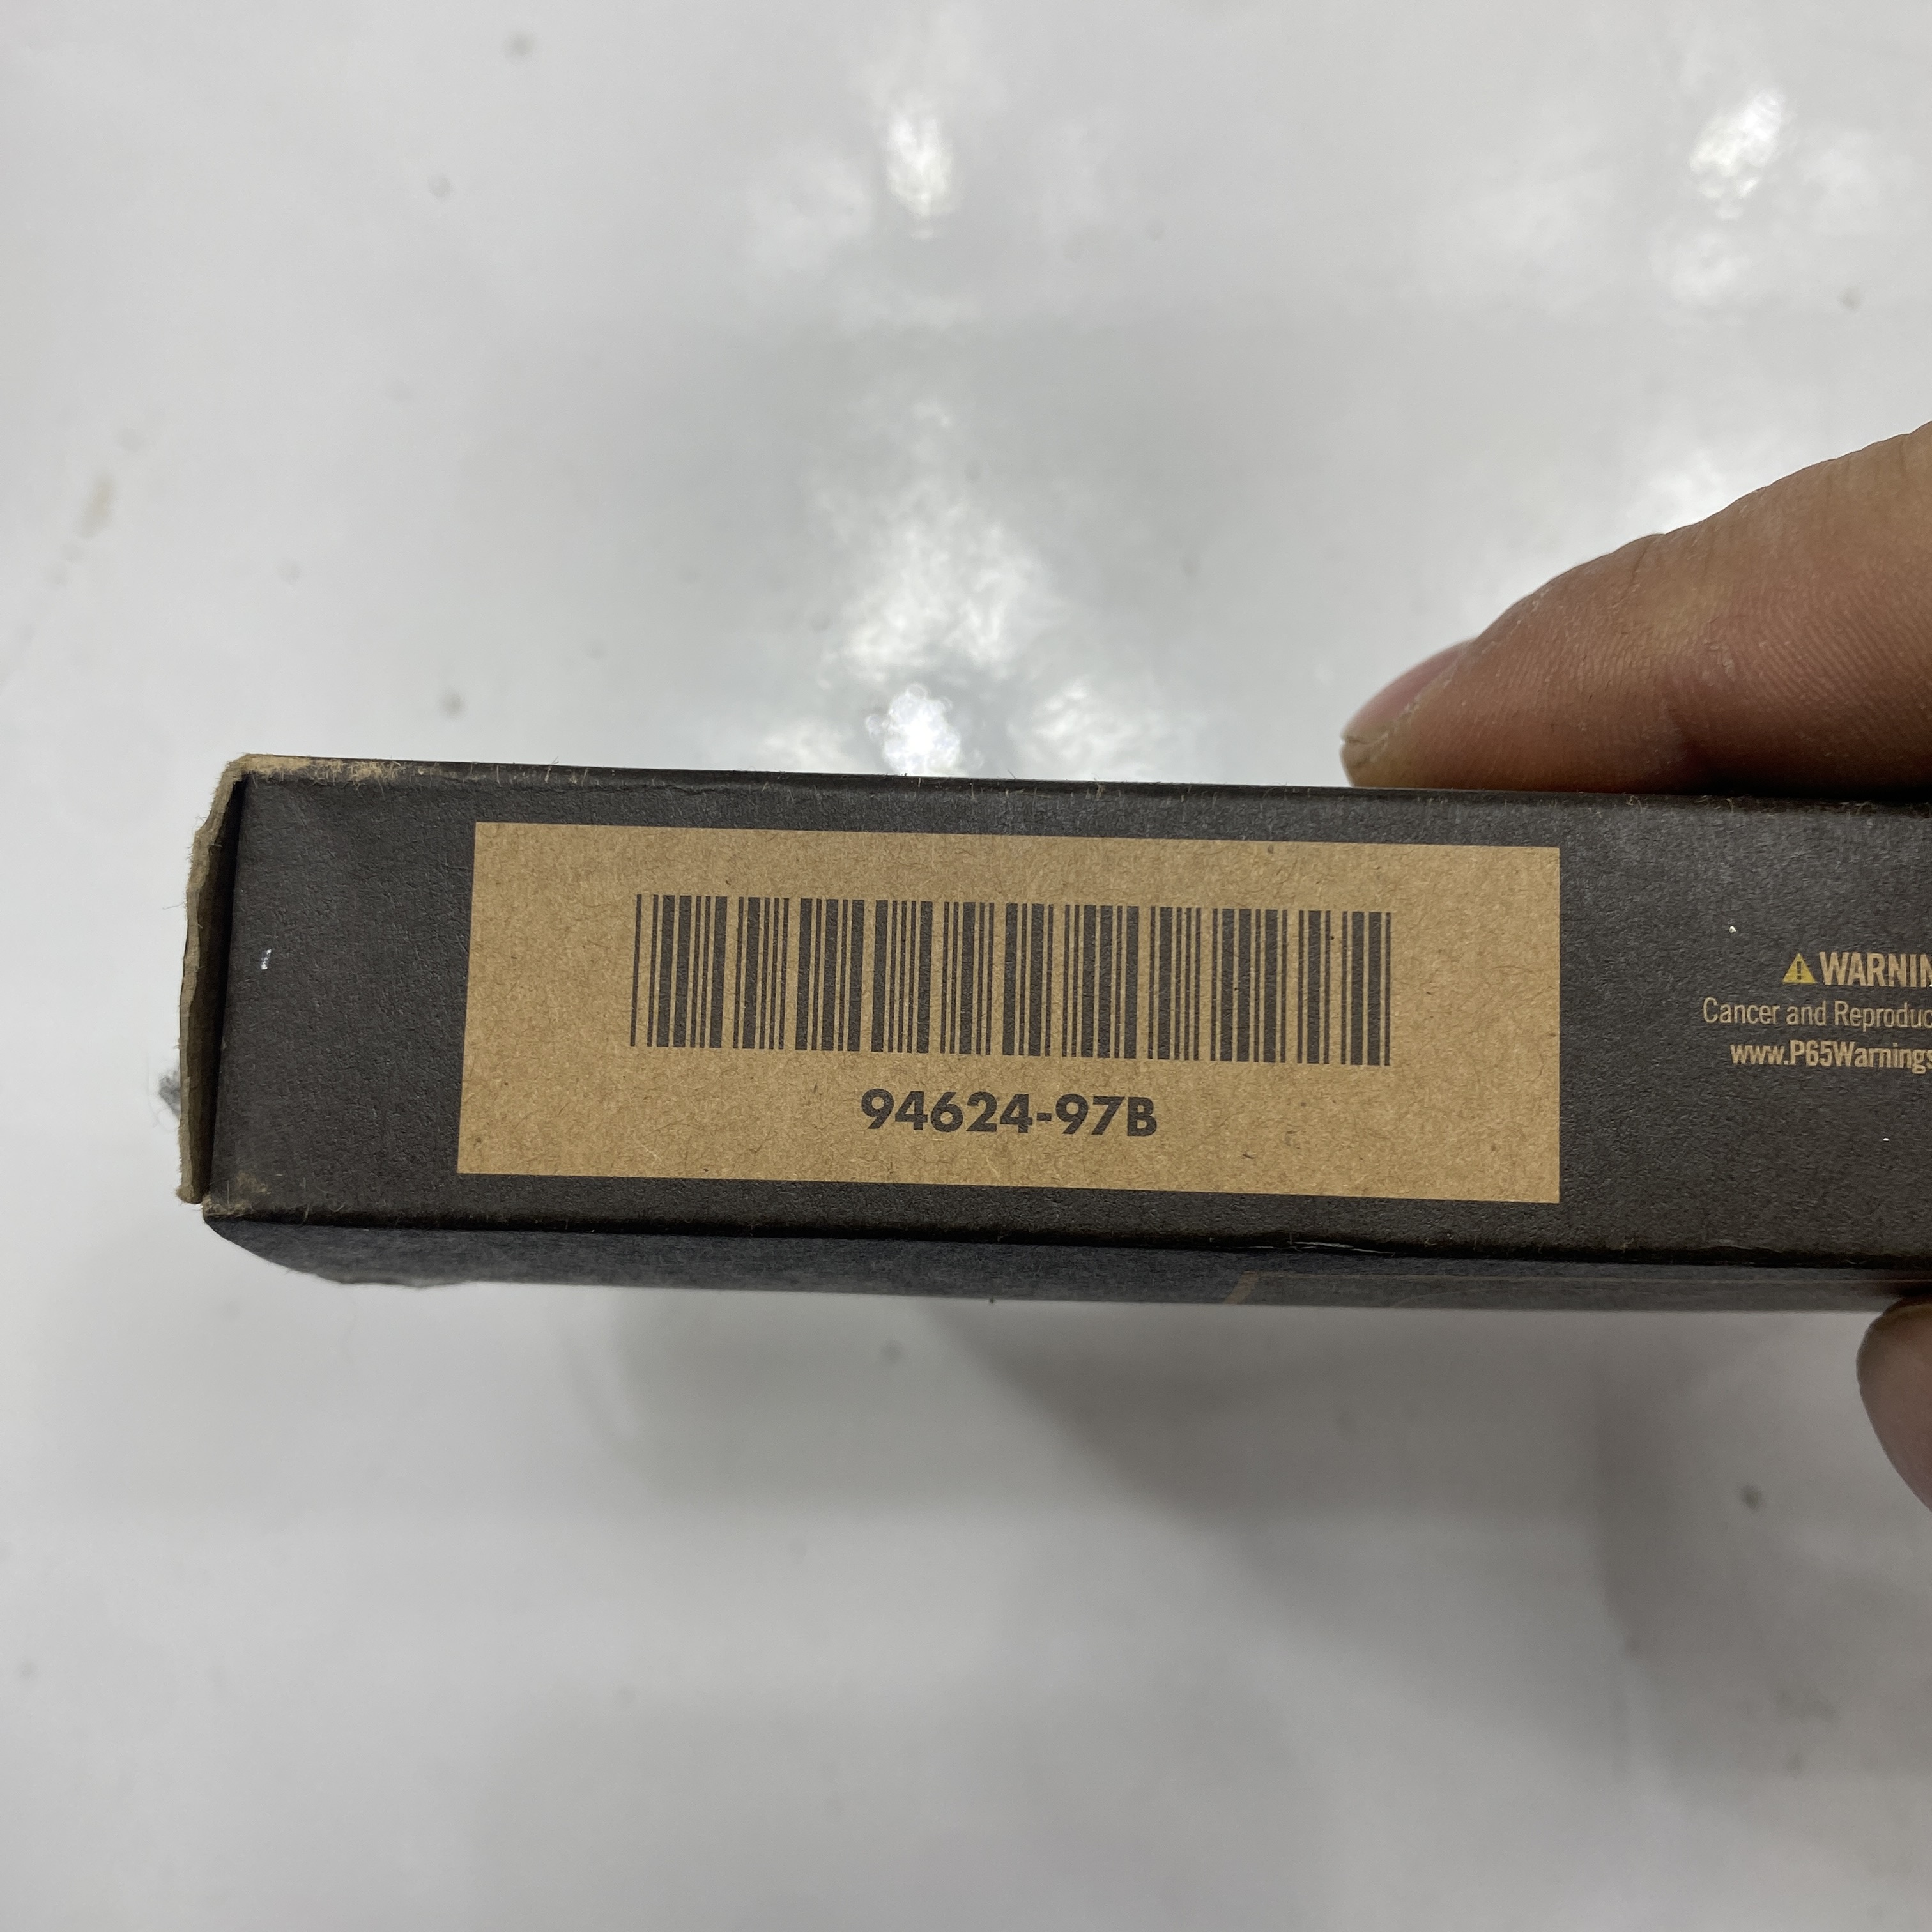 94624-97B
⚠ WARNIN
Cancer and Reproduc
www.P65Warnings